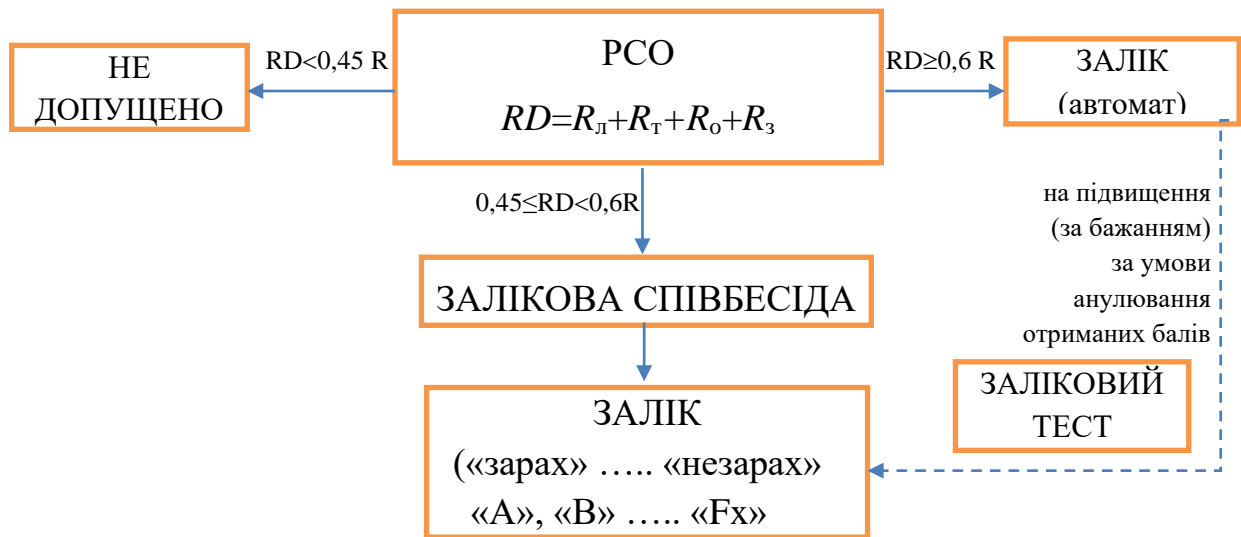 НЕ
ДОПУЩЕНО
RD<0,45 R
РСО
RD=Rл+Rт+Rо+Rз
RD≥0,6 R
ЗАЛІК
(автомат)
0,45≤RD<0,6R
на підвищення
(за бажанням)
за умови
анулювання
отриманих балів
ЗАЛІКОВА СПІВБЕСІДА
ЗАЛІКОВИЙ
ТЕСТ
ЗАЛІК
(«зарах» ….. «незарах»
«A», «B» ….. «Fx»